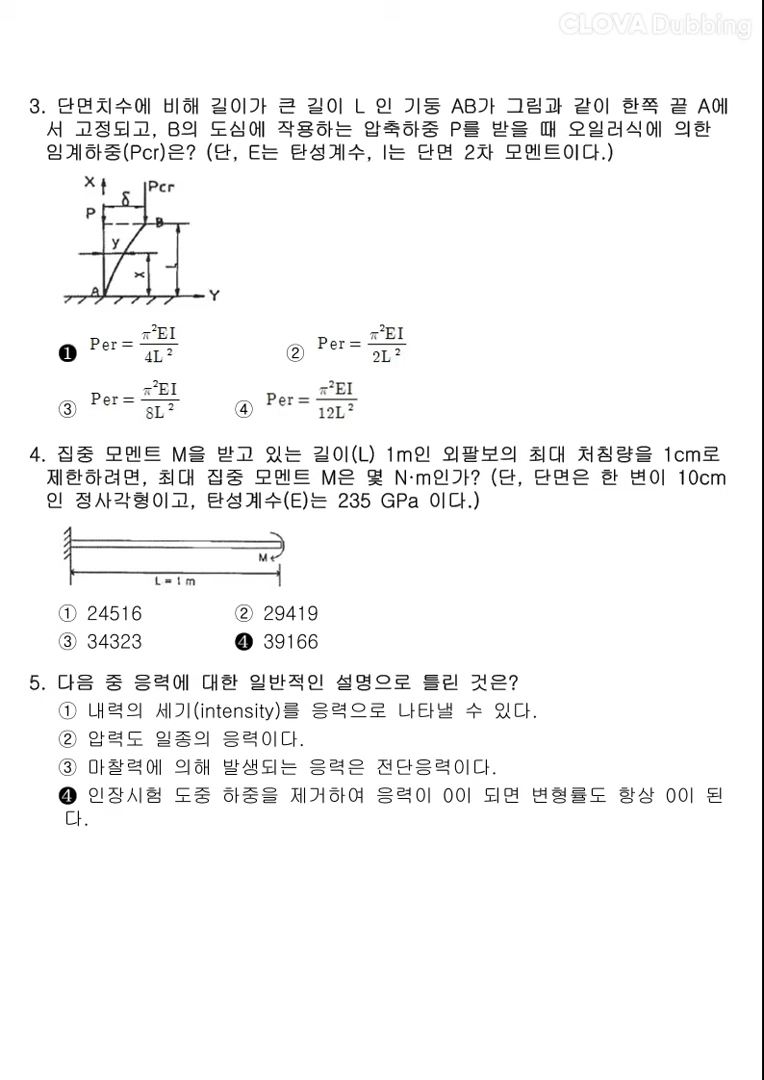 CLOVA Dubbing
3. 단면치수에 비해 길이가 큰 길이 L 인 기둥 AB가 그림과 같이 한쪽 끝 A에
서 고정되고, B의 도심에 작용하는 압축하중 P를 받을 때 오일러식에 의한
임계하중(Pcr)은? (단, E는 탄성계수, I는 단면 2차 모멘트이다.)
X Pcr
δ
P B
y
X L
A Y
❶ Per = π²EI / 4L² ② Per = π²EI / 2L²
③ Per = π²EI / 8L² ④ Per = π²EI / 12L²
4. 집중 모멘트 M을 받고 있는 길이(L) 1m인 외팔보의 최대 처침량을 1cm로
제한하려면, 최대 집중 모멘트 M은 몇 N·m인가? (단, 단면은 한 변이 10cm
인 정사각형이고, 탄성계수(E)는 235 GPa 이다.)
M
L = 1 m
① 24516 ② 29419
③ 34323 ❹ 39166
5. 다음 중 응력에 대한 일반적인 설명으로 틀린 것은?
① 내력의 세기(intensity)를 응력으로 나타낼 수 있다.
② 압력도 일종의 응력이다.
③ 마찰력에 의해 발생되는 응력은 전단응력이다.
❹ 인장시험 도중 하중을 제거하여 응력이 0이 되면 변형률도 항상 0이 된
다.